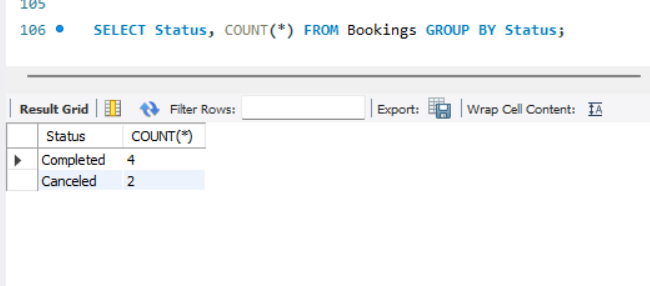 105
106 SELECT Status, COUNT(*) FROM Bookings GROUP BY Status;
Result Grid Filter Rows: Export: Wrap Cell Content: IA
Status COUNT(*)
Completed 4
Canceled 2